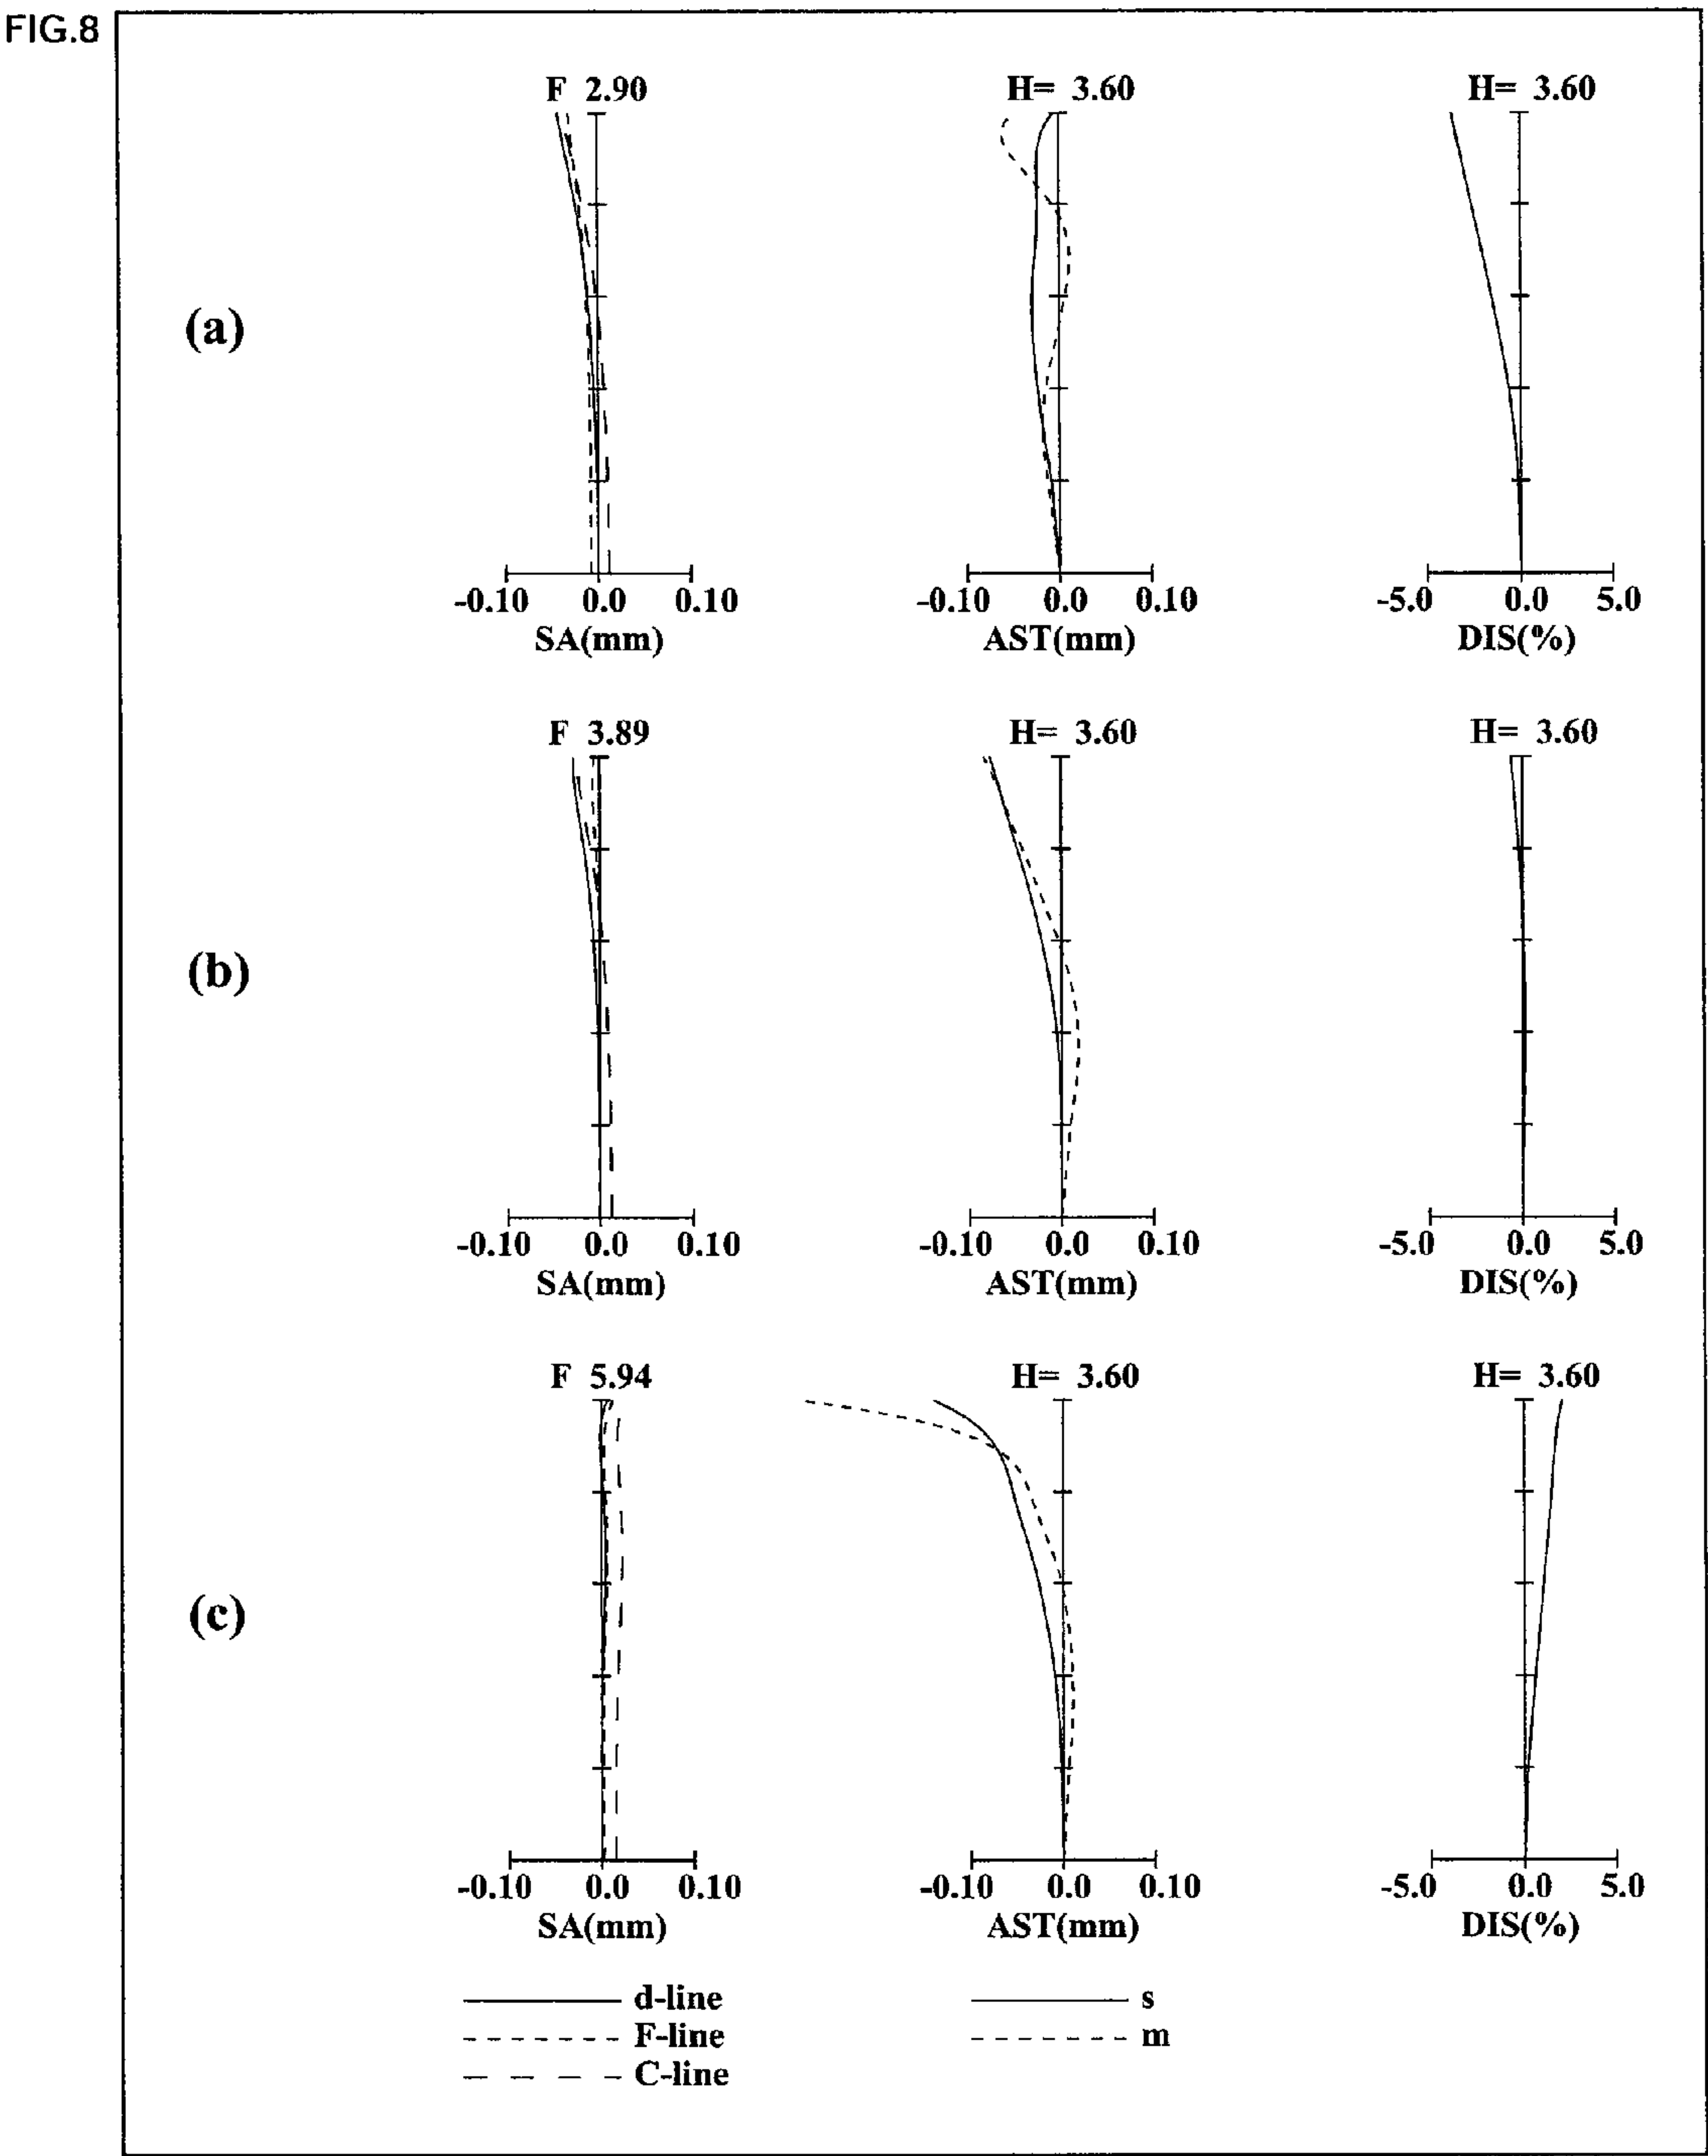 FIG.8
F 2.90 H= 3.60 H= 3.60
(a)
-0.10 0.0 0.10 -0.10 0.0 0.10 -5.0 0.0 5.0
SA(mm) AST(mm) DIS(%)
F 3.89 H= 3.60 H= 3.60
(b)
-0.10 0.0 0.10 -0.10 0.0 0.10 -5.0 0.0 5.0
SA(mm) AST(mm) DIS(%)
F 5.94 H= 3.60 H= 3.60
(c)
-0.10 0.0 0.10 -0.10 0.0 0.10 -5.0 0.0 5.0
SA(mm) AST(mm) DIS(%)
d-line s
F-line m
C-line